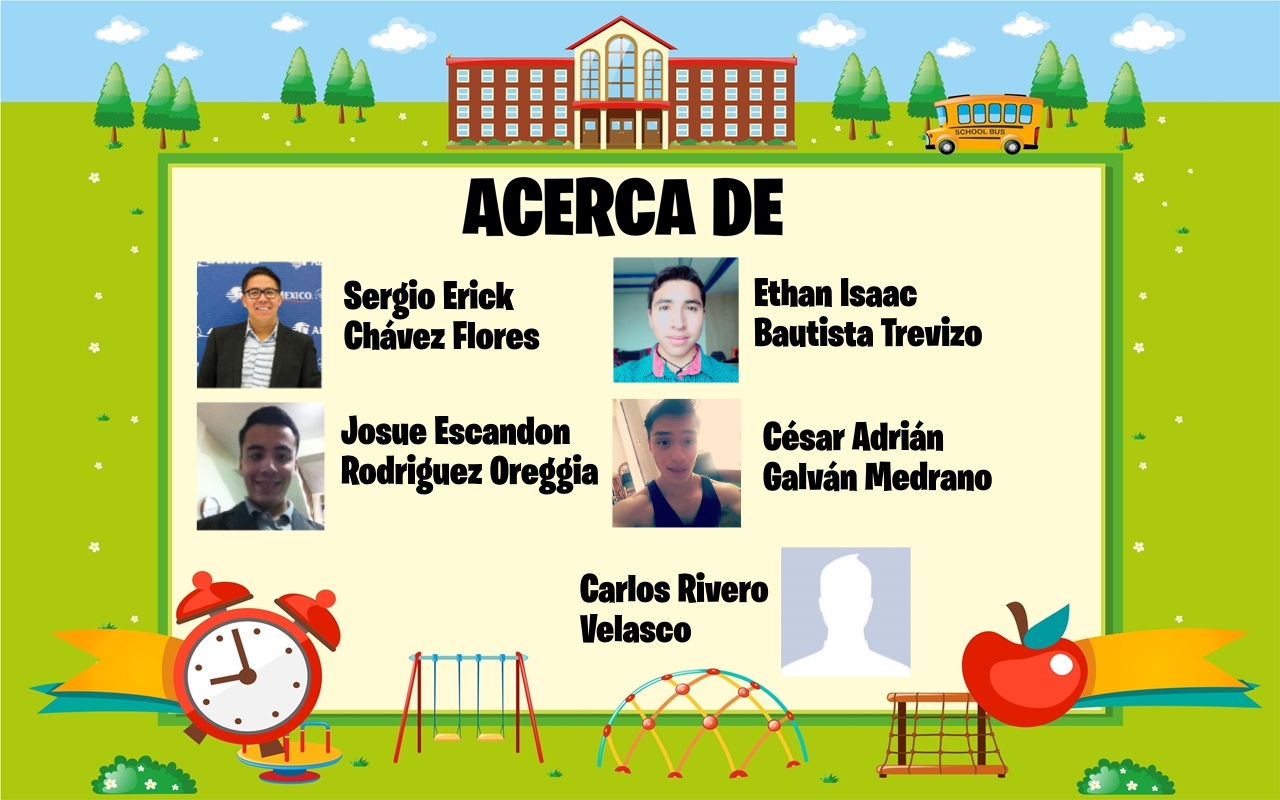 SCHOOL BUS
ACERCA DE
MEXICO
Sergio Erick
Chávez Flores
Ethan Isaac
Bautista Trevizo
Josue Escandon
Rodriguez Oreggia
César Adrián
Galván Medrano
Carlos Rivero
Velasco